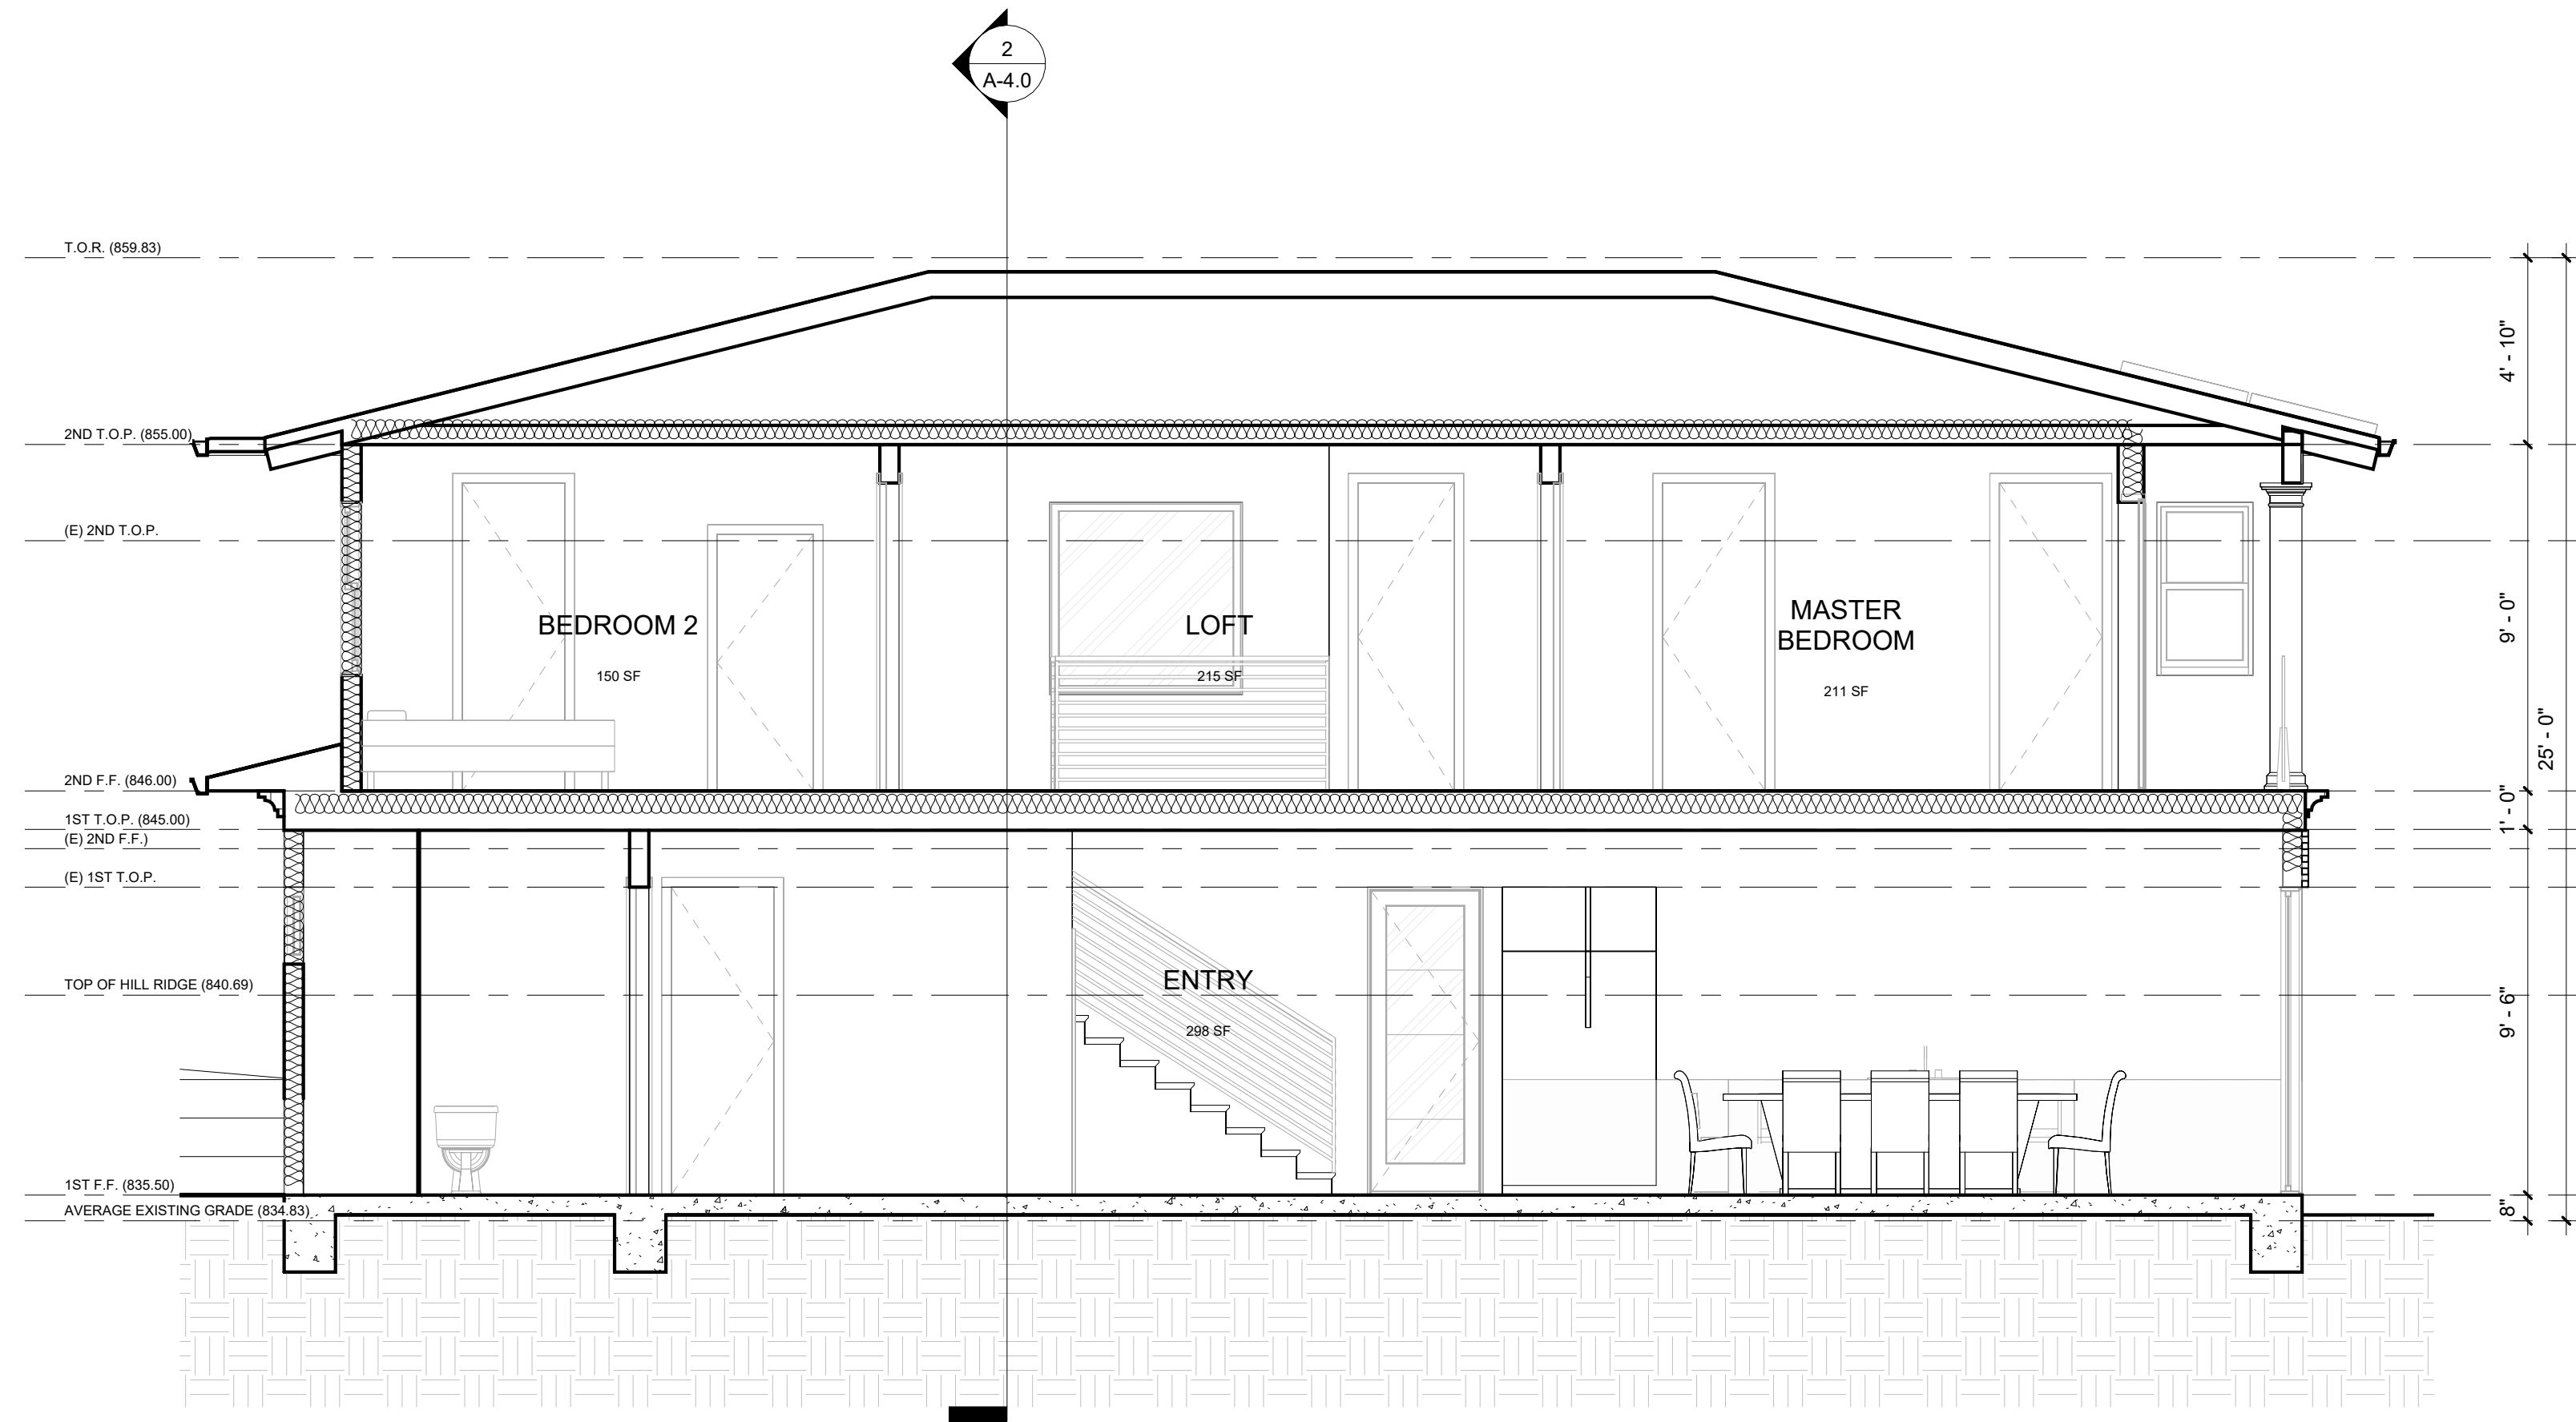 2
A-4.0
T.O.R. (859.83)
4' - 10"
2ND T.O.P. (855.00)
(E) 2ND T.O.P.
9' - 0"
BEDROOM 2
150 SF
LOFT
215 SF
MASTER
BEDROOM
211 SF
25' - 0"
2ND F.F. (846.00)
1' - 0"
1ST T.O.P. (845.00)
(E) 2ND F.F.)
(E) 1ST T.O.P.
TOP OF HILL RIDGE (840.69)
ENTRY
298 SF
9' - 6"
1ST F.F. (835.50)
AVERAGE EXISTING GRADE (834.83)
8"